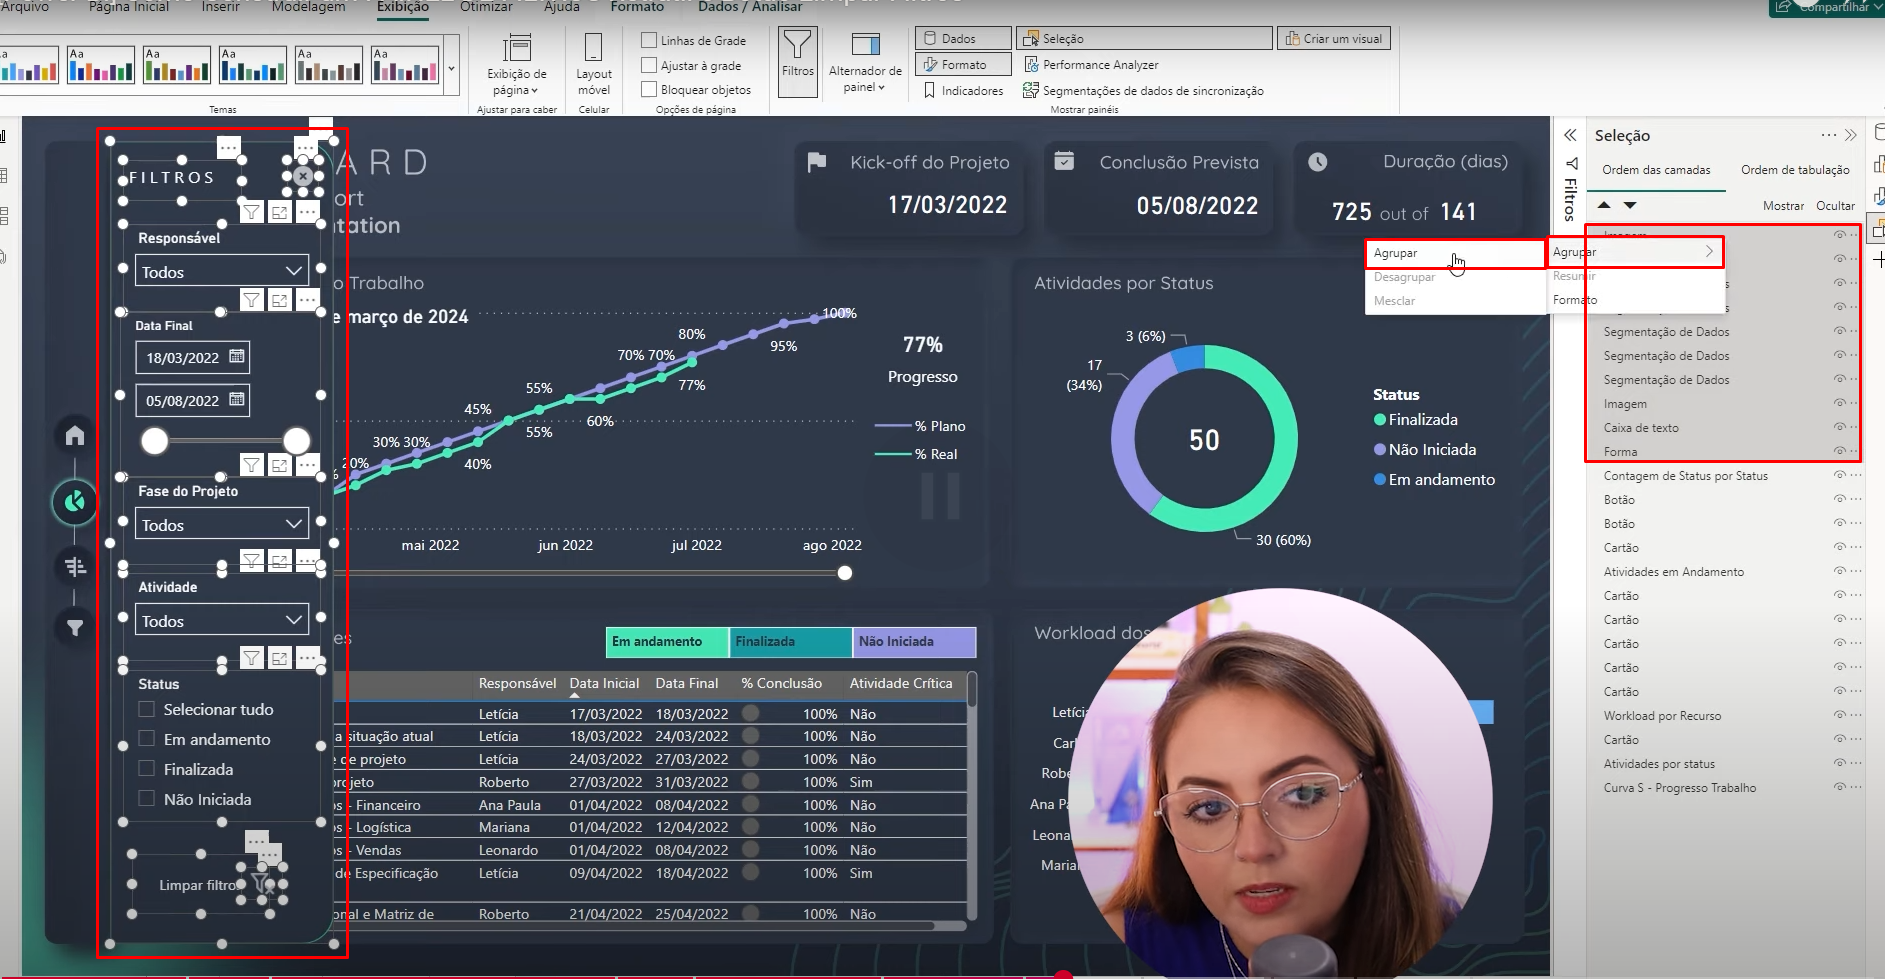 Arquivo
Página Inicial
Inserir
Modelagem
Exibição
Otimizar
Ajuda
Formato
Dados / Analisar
Compartilhar
Aa
Aa
Aa
Aa
Aa
Temas
Exibição de
página
Ajustar para caber
Layout
móvel
Celular
Linhas de Grade
Ajustar à grade
Bloquear objetos
Opções de página
Filtros
Alternador de
painel
Dados
Formato
Indicadores
Seleção
Performance Analyzer
Segmentações de dados de sincronização
Criar um visual
Mostrar painéis
FILTROS
Responsável
Todos
Data Final
18/03/2022
05/08/2022
Fase do Projeto
Todos
Atividade
Todos
Status
Selecionar tudo
Em andamento
Finalizada
Não Iniciada
Limpar filtro
ARD
ort
tation
Kick-off do Projeto
17/03/2022
Conclusão Prevista
05/08/2022
Duração (dias)
725 out of 141
o Trabalho
e março de 2024
20%
30% 30%
45%
40%
55%
55%
60%
70% 70%
80%
77%
95%
100%
77%
Progresso
% Plano
% Real
mai 2022
jun 2022
jul 2022
ago 2022
Atividades por Status
3 (6%)
17
(34%)
50
30 (60%)
Status
Finalizada
Não Iniciada
Em andamento
es
Em andamento
Finalizada
Não Iniciada
Responsável Data Inicial Data Final % Conclusão Atividade Crítica
Letícia 17/03/2022 18/03/2022 100% Não
a situação atual Letícia 18/03/2022 24/03/2022 100% Não
e de projeto Letícia 24/03/2022 27/03/2022 100% Não
rojeto Roberto 27/03/2022 31/03/2022 100% Sim
s - Financeiro Ana Paula 01/04/2022 08/04/2022 100% Não
s - Logística Mariana 01/04/2022 12/04/2022 100% Não
s - Vendas Leonardo 01/04/2022 08/04/2022 100% Não
de Especificação Letícia 09/04/2022 18/04/2022 100% Sim
onal e Matriz de Roberto 21/04/2022 25/04/2022 100% Não
Workload dos
Letíci
Carl
Robe
Ana P
Leona
Maria
Filtros
Seleção
Ordem das camadas
Ordem de tabulação
Mostrar
Ocultar
Imagem
Agrupar
Desagrupar
Mesclar
Agrupar
Resumir
Formato
Segmentação de Dados
Segmentação de Dados
Segmentação de Dados
Imagem
Caixa de texto
Forma
Contagem de Status por Status
Botão
Botão
Cartão
Atividades em Andamento
Cartão
Cartão
Cartão
Cartão
Cartão
Workload por Recurso
Cartão
Atividades por status
Curva S - Progresso Trabalho